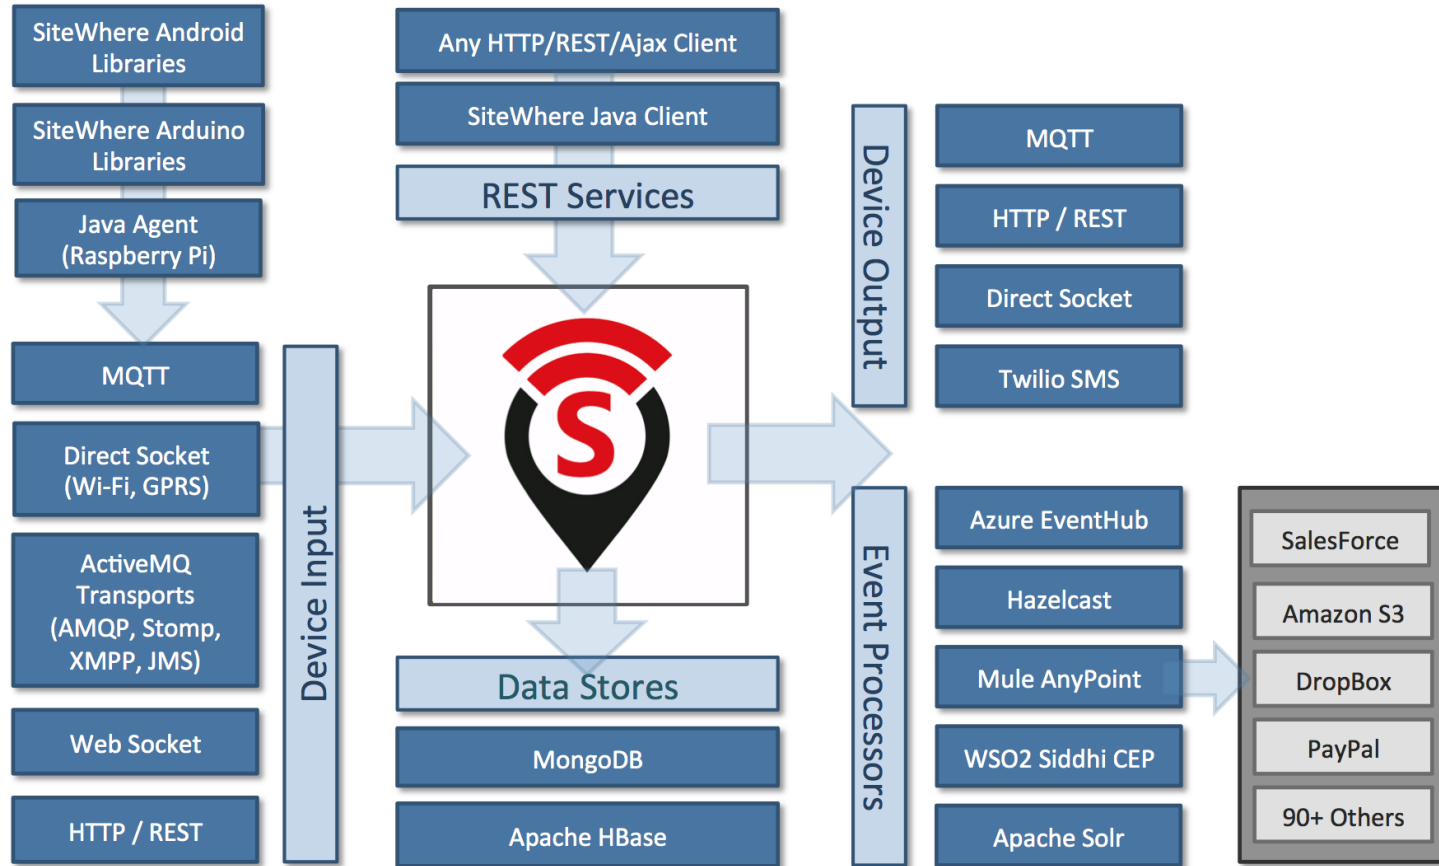 SiteWhere Android
Libraries
SiteWhere Arduino
Libraries
Java Agent
(Raspberry Pi)
MQTT
Direct Socket
(Wi-Fi, GPRS)
ActiveMQ
Transports
(AMQP, Stomp,
XMPP, JMS)
Web Socket
HTTP / REST
Device Input
Any HTTP/REST/Ajax Client
SiteWhere Java Client
REST Services
S
Data Stores
MongoDB
Apache HBase
Device Output
MQTT
HTTP / REST
Direct Socket
Twilio SMS
Event Processors
Azure EventHub
Hazelcast
Mule AnyPoint
WSO2 Siddhi CEP
Apache Solr
SalesForce
Amazon S3
DropBox
PayPal
90+ Others